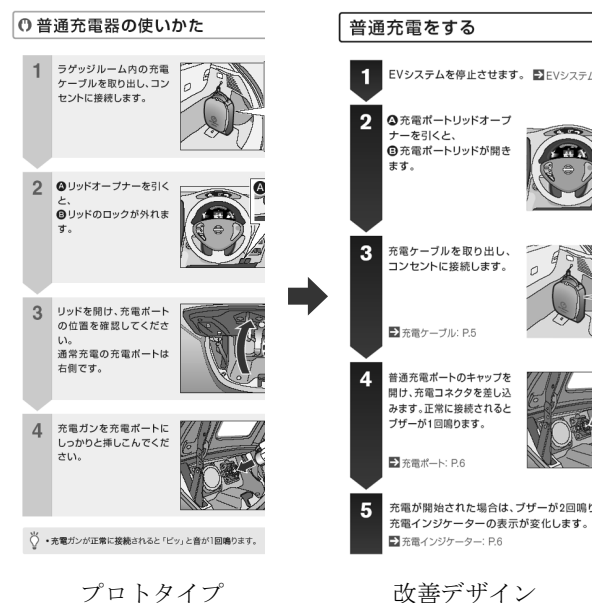 普通充電器の使いかた
1
ラゲッジルーム内の充電
ケーブルを取り出し、コン
セントに接続します。
2
Aリッドオープナーを引く
と、
Bリッドのロックが外れま
す。
A
3
リッドを開け、充電ポート
の位置を確認してくださ
い。
通常充電の充電ポートは
右側です。
4
充電ガンを充電ポートに
しっかりと挿しこんでくだ
さい。
• 充電ガンが正常に接続されると「ピッ」と音が1回鳴ります。
プロトタイプ
普通充電をする
1
EVシステムを停止させます。 EVシステム
2
A充電ポートリッドオープ
ナーを引くと、
B充電ポートリッドが開き
ます。
3
充電ケーブルを取り出し、
コンセントに接続します。
充電ケーブル: P.5
4
普通充電ポートのキャップを
開け、充電コネクタを差し込
みます。正常に接続されると
ブザーが1回鳴ります。
充電ポート: P.6
5
充電が開始された場合は、ブザーが2回鳴り
充電インジケーターの表示が変化します。
充電インジケーター: P.6
改善デザイン